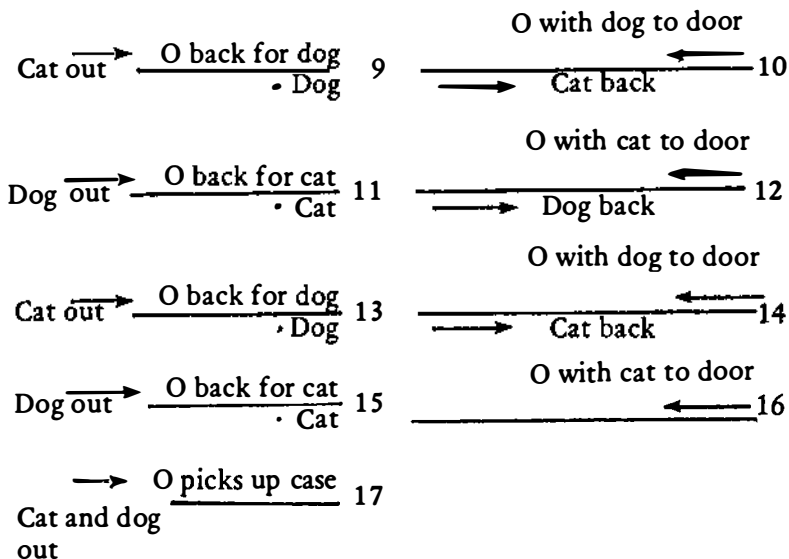 O with dog to door
Cat out O back for dog 9 10
• Dog Cat back
O with cat to door
Dog out O back for cat 11 12
• Cat Dog back
O with dog to door
Cat out O back for dog 13 14
• Dog Cat back
O with cat to door
Dog out O back for cat 15 16
• Cat
O picks up case 17
Cat and dog
out